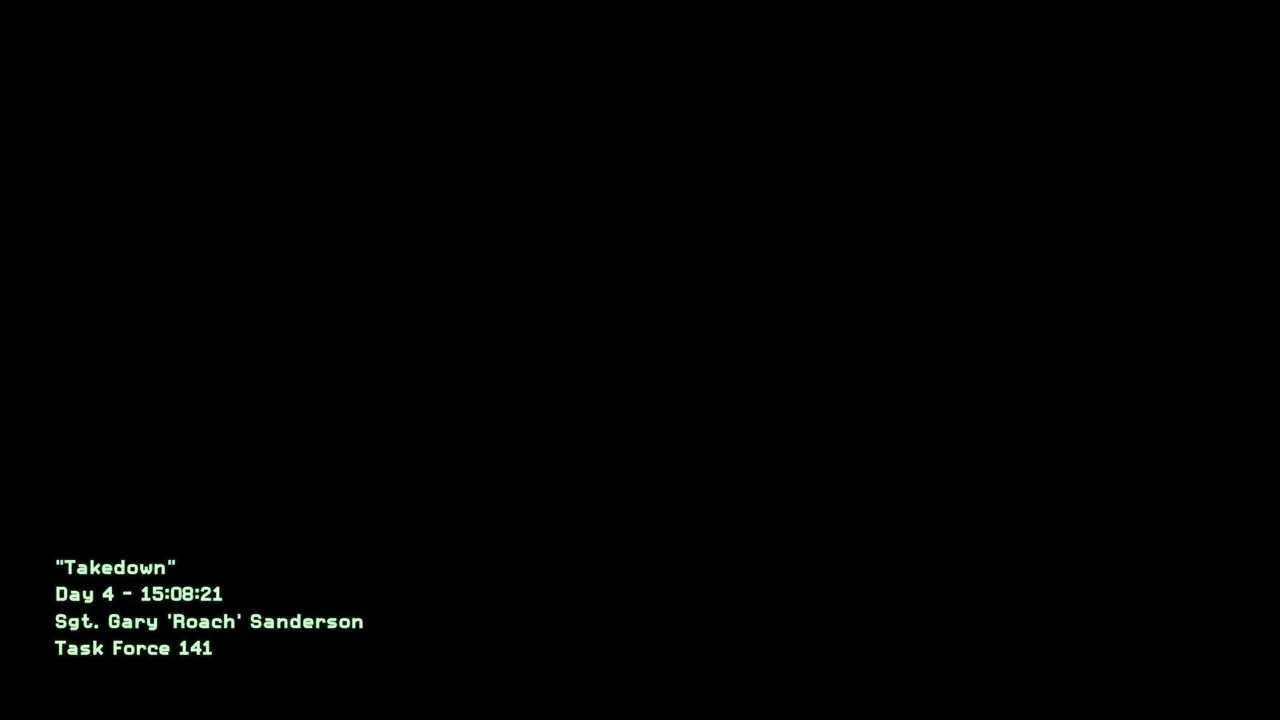 "Takedown"
Day 4 - 15:08:21
Sgt. Gary 'Roach' Sanderson
Task Force 141